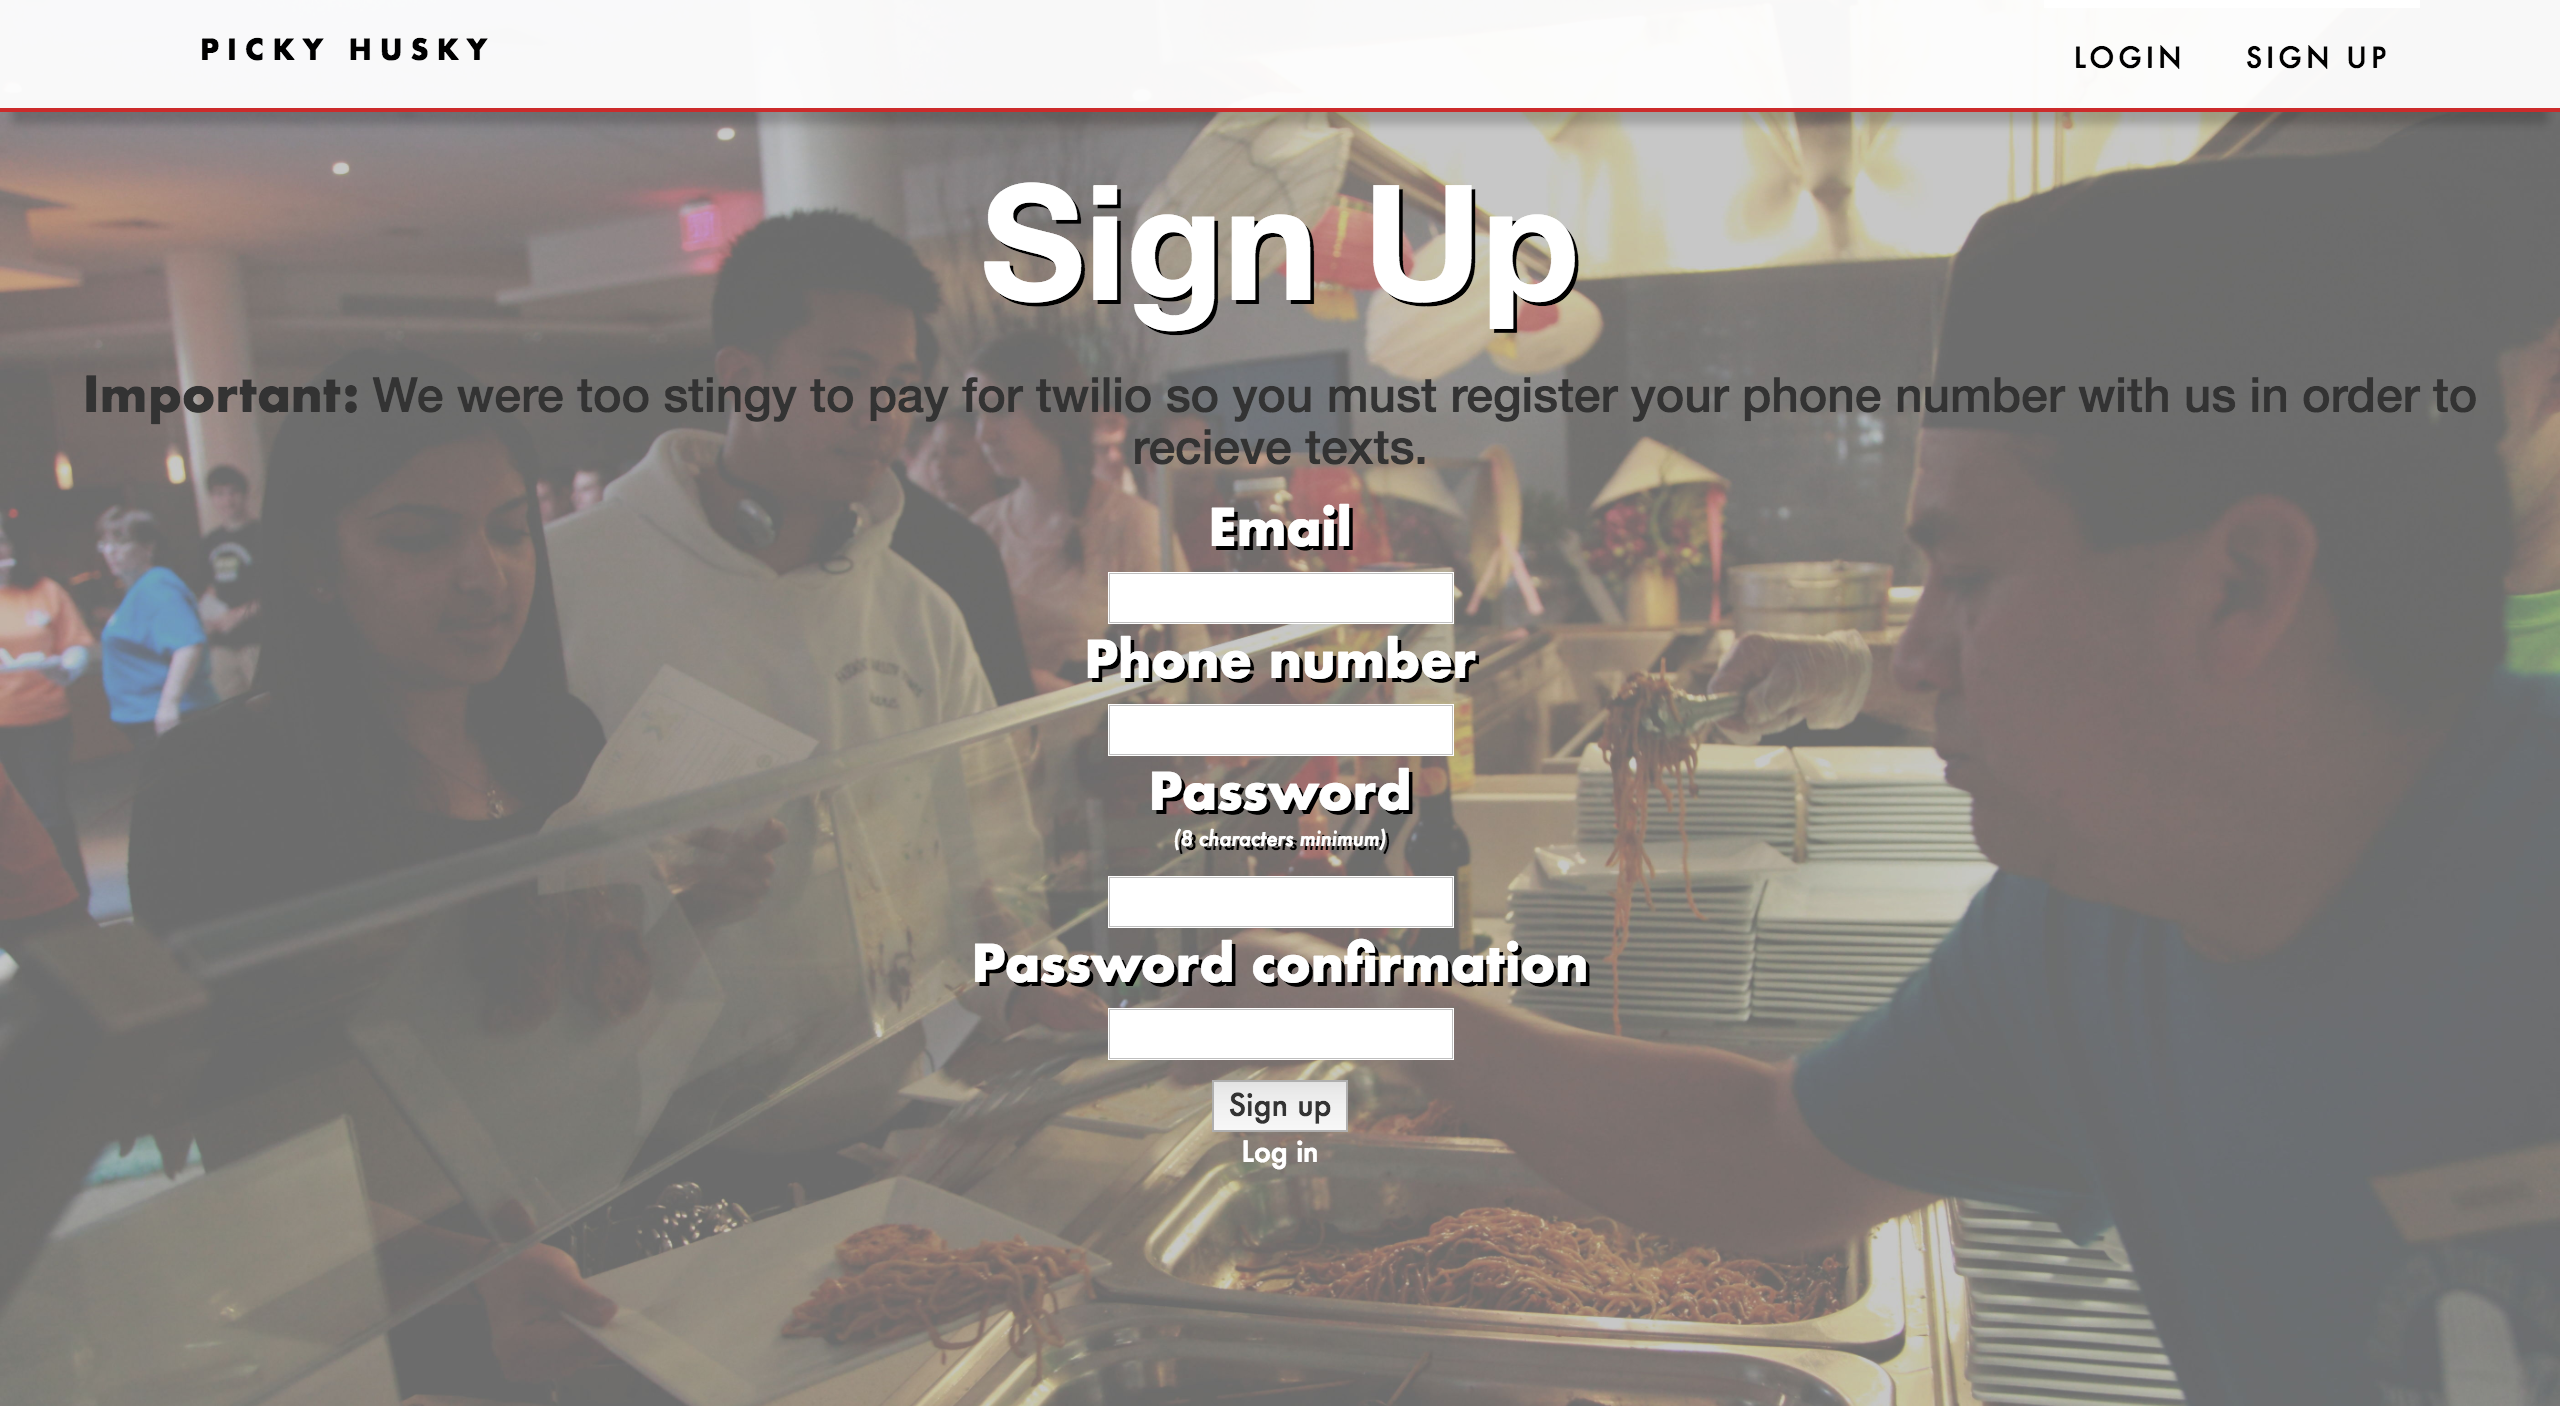 PICKY HUSKY
LOGIN SIGN UP
Sign Up
Important: We were too stingy to pay for twilio so you must register your phone number with us in order to
recieve texts.
Email
Phone number
Password
(8 characters minimum)
Password confirmation
Sign up
Log in